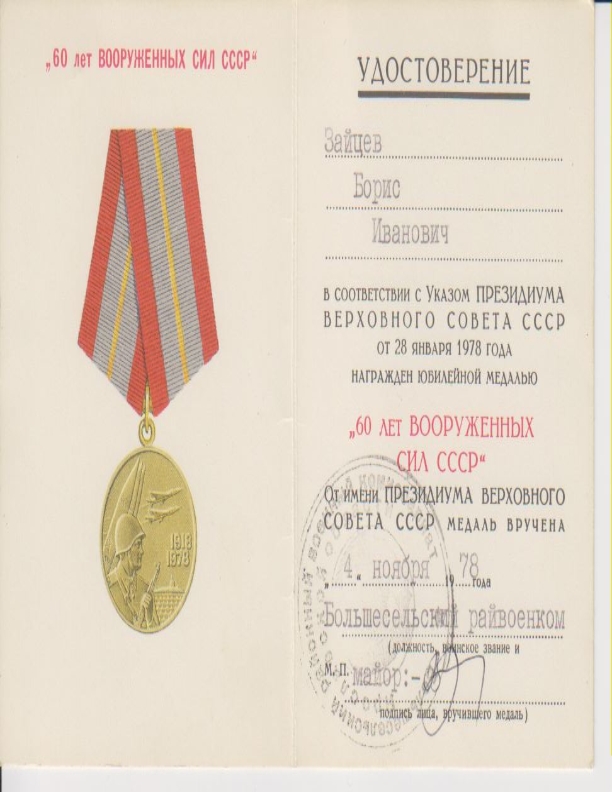 „60 лет ВООРУЖЕННЫХ СИЛ СССР“
1918
1978
УДОСТОВЕРЕНИЕ
Зайцев
Борис
Иванович
В СООТВЕТСТВИИ С УКАЗОМ ПРЕЗИДИУМА
ВЕРХОВНОГО СОВЕТА СССР
ОТ 28 ЯНВАРЯ 1978 ГОДА
НАГРАЖДЕН ЮБИЛЕЙНОЙ МЕДАЛЬЮ
„60 ЛЕТ ВООРУЖЕННЫХ
СИЛ СССР“
От имени ПРЕЗИДИУМА ВЕРХОВНОГО
СОВЕТА СССР МЕДАЛЬ ВРУЧЕНА
„4“ ноября 19 78 года
Большесельский райвоенком
(должность, воинское звание и
М. П. майор:-
подпись лица, вручившего медаль)